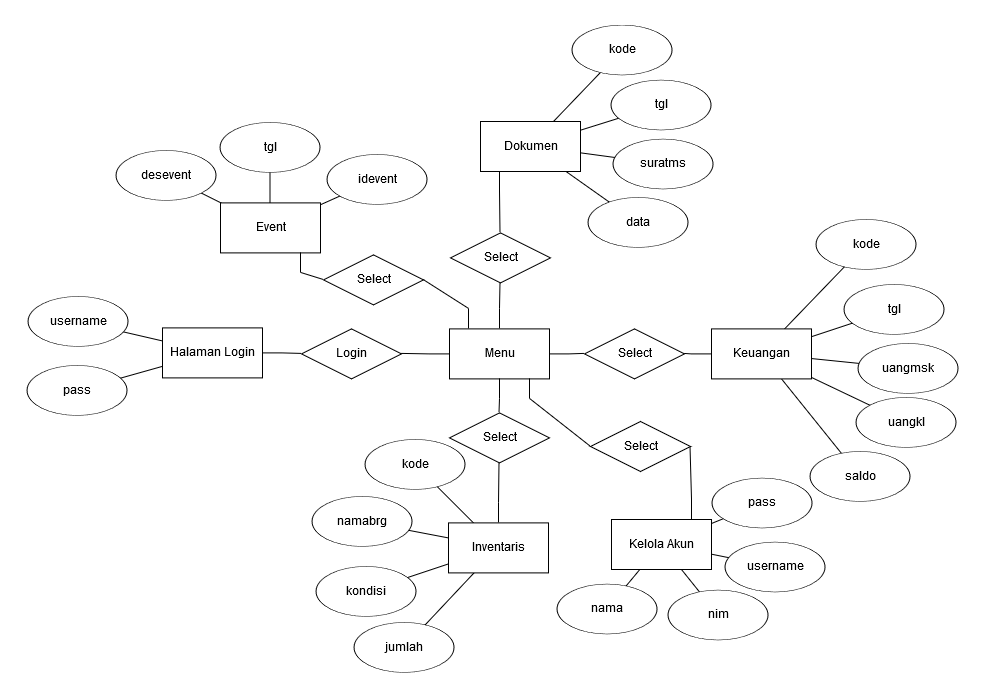 kode
tgl
Dokumen
suratms
data
tgl
desevent
idevent
Event
Select
Select
kode
tgl
username
Halaman Login
Login
Menu
Select
Keuangan
uangmsk
pass
uangkl
Select
Select
kode
saldo
namabrg
pass
Inventaris
Kelola Akun
username
kondisi
nama
nim
jumlah